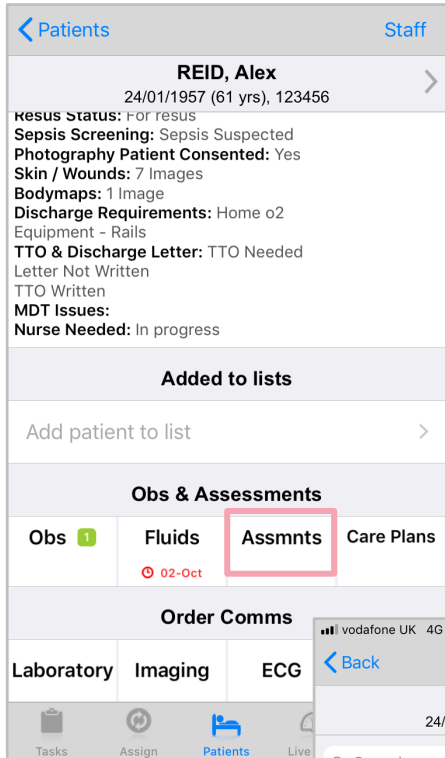 Patients Staff
REID, Alex
24/01/1957 (61 yrs), 123456
Resus Status: For resus
Sepsis Screening: Sepsis Suspected
Photography Patient Consented: Yes
Skin / Wounds: 7 Images
Bodymaps: 1 Image
Discharge Requirements: Home o2
Equipment - Rails
TTO & Discharge Letter: TTO Needed
Letter Not Written
TTO Written
MDT Issues:
Nurse Needed: In progress
Added to lists
Add patient to list
Obs & Assessments
Obs 1 Fluids Assmnts Care Plans
02-Oct
Order Comms
Laboratory Imaging ECG
Tasks Assign Patients Live
vodafone UK 4G
Back
24/